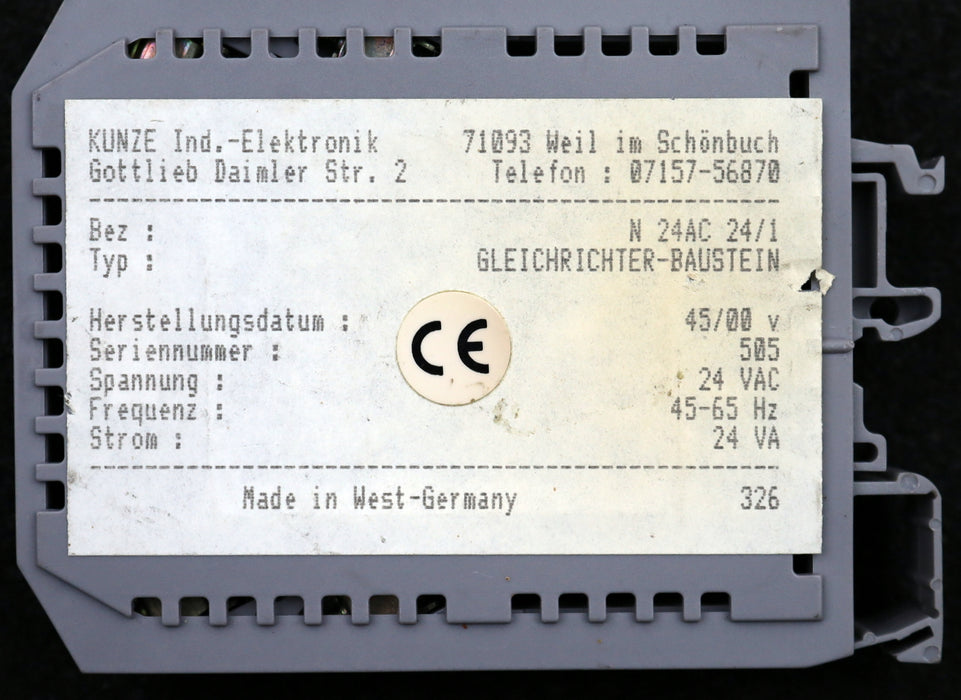 KUNZE Ind.-Elektronik 71093 Weil im Schönbuch
Gottlieb Daimler Str. 2 Telefon : 07157-56870
Bez : N 24AC 24/1
Typ : GLEICHRICHTER-BAUSTEIN
Herstellungsdatum : 45/00 v
Seriennummer : 505
Spannung : 24 VAC
Frequenz : 45-65 Hz
Strom : 24 VA
CE
Made in West-Germany 326